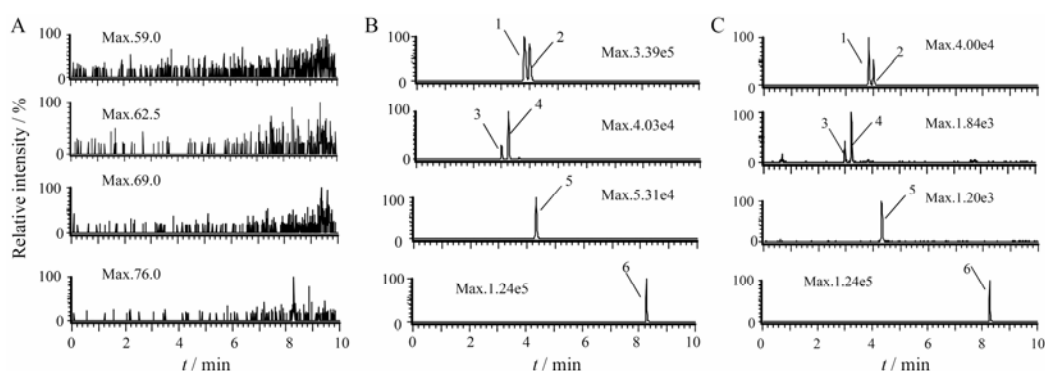 A
Relative intensity / %
100
Max.59.0
0
100
Max.62.5
0
100
Max.69.0
0
100
Max.76.0
0
0 2 4 6 8 10
t / min
B
100
1 2
Max.3.39e5
0
100
3 4
Max.4.03e4
0
100
5
Max.5.31e4
0
100
6
Max.1.24e5
0
0 2 4 6 8 10
t / min
C
100
1 2
Max.4.00e4
0
100
3 4
Max.1.84e3
0
100
5
Max.1.20e3
0
100
6
Max.1.24e5
0
0 2 4 6 8 10
t / min